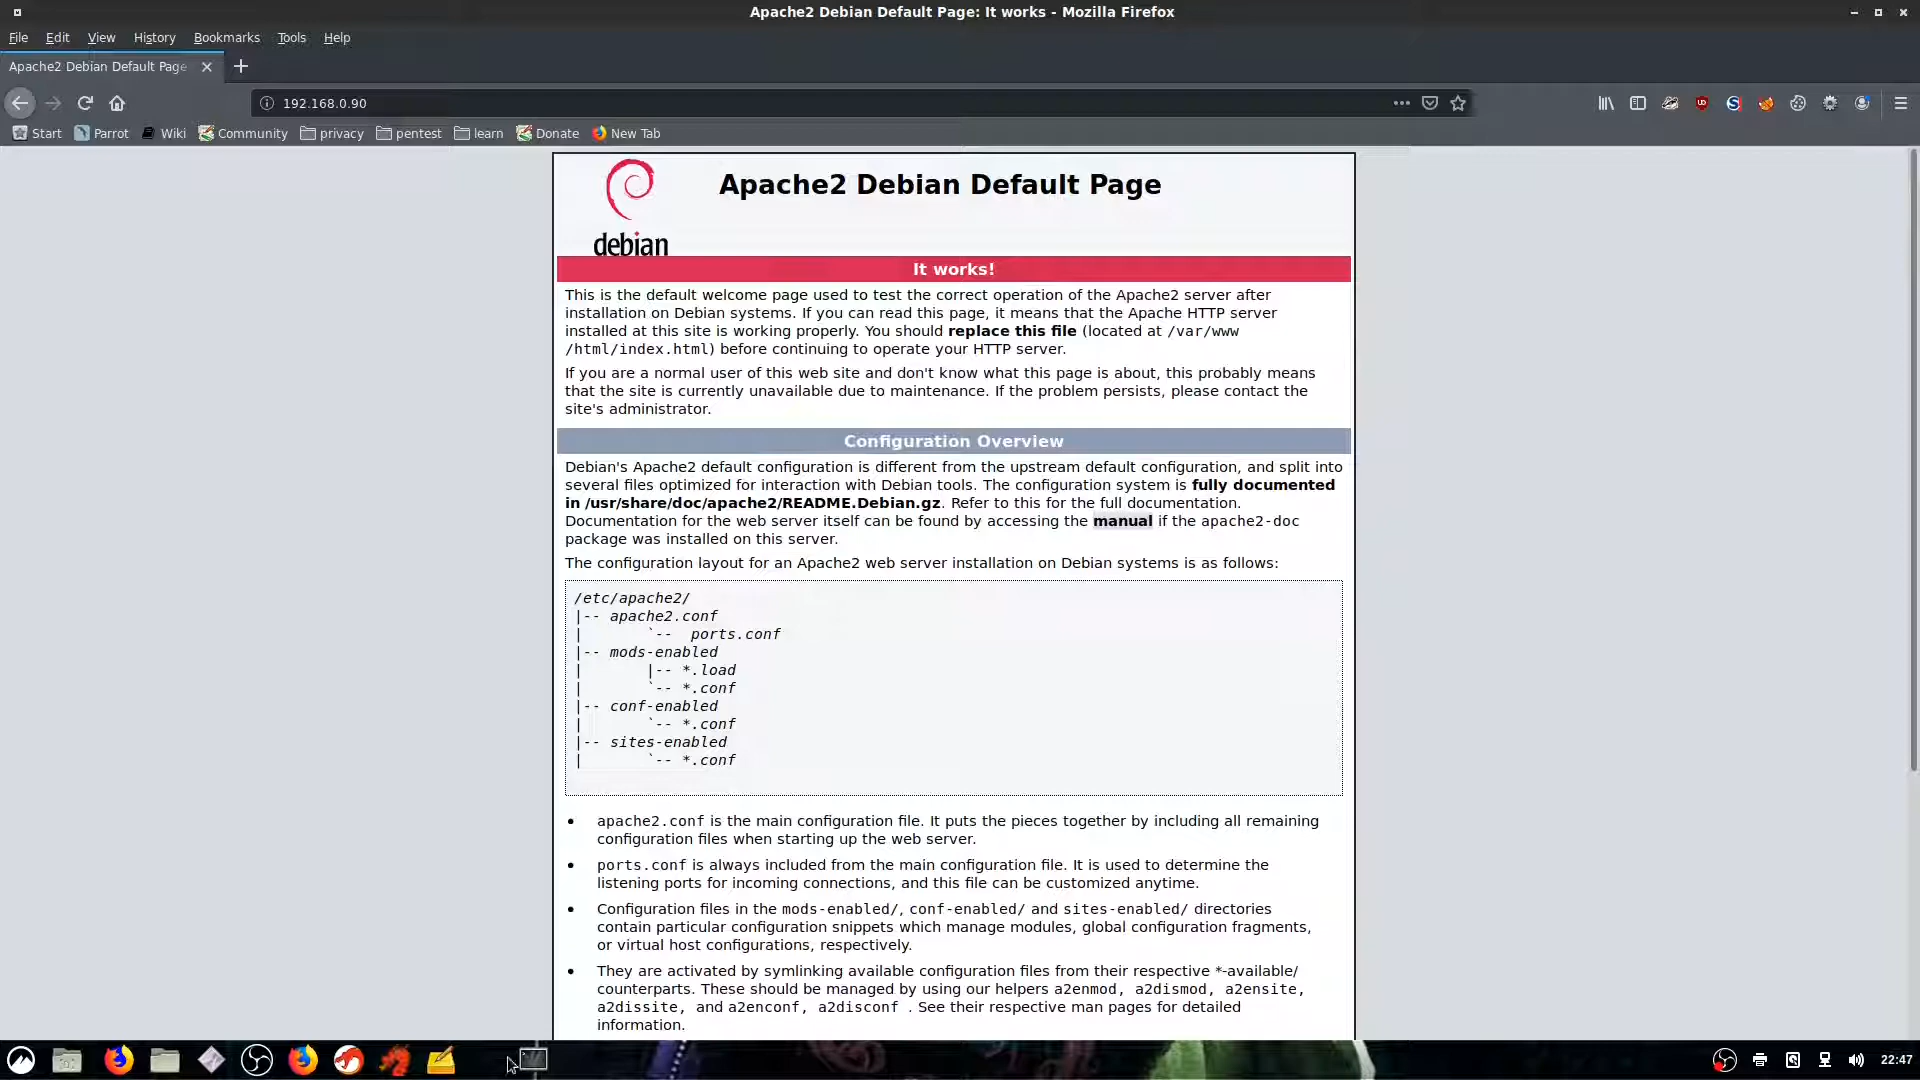 Apache2 Debian Default Page: It works - Mozilla Firefox
File Edit View History Bookmarks Tools Help
Apache2 Debian Default Page
192.168.0.90
Start Parrot Wiki Community privacy pentest learn Donate New Tab
debian
Apache2 Debian Default Page
It works!
This is the default welcome page used to test the correct operation of the Apache2 server after
installation on Debian systems. If you can read this page, it means that the Apache HTTP server
installed at this site is working properly. You should replace this file (located at /var/www
/html/index.html) before continuing to operate your HTTP server.
If you are a normal user of this web site and don't know what this page is about, this probably means
that the site is currently unavailable due to maintenance. If the problem persists, please contact the
site's administrator.
Configuration Overview
Debian's Apache2 default configuration is different from the upstream default configuration, and split into
several files optimized for interaction with Debian tools. The configuration system is fully documented
in /usr/share/doc/apache2/README.Debian.gz. Refer to this for the full documentation.
Documentation for the web server itself can be found by accessing the manual if the apache2-doc
package was installed on this server.
The configuration layout for an Apache2 web server installation on Debian systems is as follows:
/etc/apache2/
|-- apache2.conf
|       `--  ports.conf
|-- mods-enabled
|       |-- *.load
|       `-- *.conf
|-- conf-enabled
|       `-- *.conf
|-- sites-enabled
|       `-- *.conf
• apache2.conf is the main configuration file. It puts the pieces together by including all remaining
configuration files when starting up the web server.
• ports.conf is always included from the main configuration file. It is used to determine the
listening ports for incoming connections, and this file can be customized anytime.
• Configuration files in the mods-enabled/, conf-enabled/ and sites-enabled/ directories
contain particular configuration snippets which manage modules, global configuration fragments,
or virtual host configurations, respectively.
• They are activated by symlinking available configuration files from their respective *-available/
counterparts. These should be managed by using our helpers a2enmod, a2dismod, a2ensite,
a2dissite, and a2enconf, a2disconf . See their respective man pages for detailed
information.
22:47